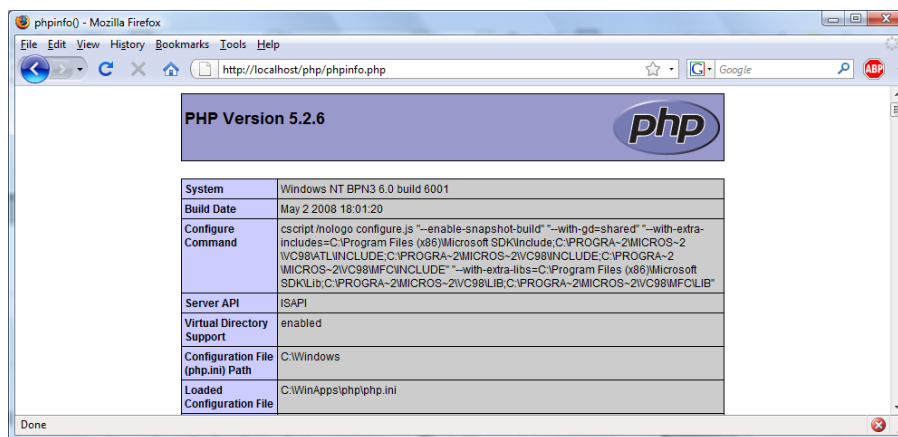 phpinfo() - Mozilla Firefox
File Edit View History Bookmarks Tools Help
http://localhost/php/phpinfo.php
G
Google
ABP
PHP Version 5.2.6
php
System Windows NT BPN3 6.0 build 6001
Build Date May 2 2008 18:01:20
Configure Command cscript /nologo configure.js "--enable-snapshot-build" "--with-gd=shared" "--with-extra-
includes=C:\Program Files (x86)\Microsoft SDK\Include;C:\PROGRA~2\MICROS~2
\VC98\ATL\INCLUDE;C:\PROGRA~2\MICROS~2\VC98\INCLUDE;C:\PROGRA~2
\MICROS~2\VC98\MFC\INCLUDE" "--with-extra-libs=C:\Program Files (x86)\Microsoft
SDK\Lib;C:\PROGRA~2\MICROS~2\VC98\LIB;C:\PROGRA~2\MICROS~2\VC98\MFC\LIB"
Server API ISAPI
Virtual Directory enabled
Support
Configuration File C:\Windows
(php.ini) Path
Loaded C:\WinApps\php\php.ini
Configuration File
Done